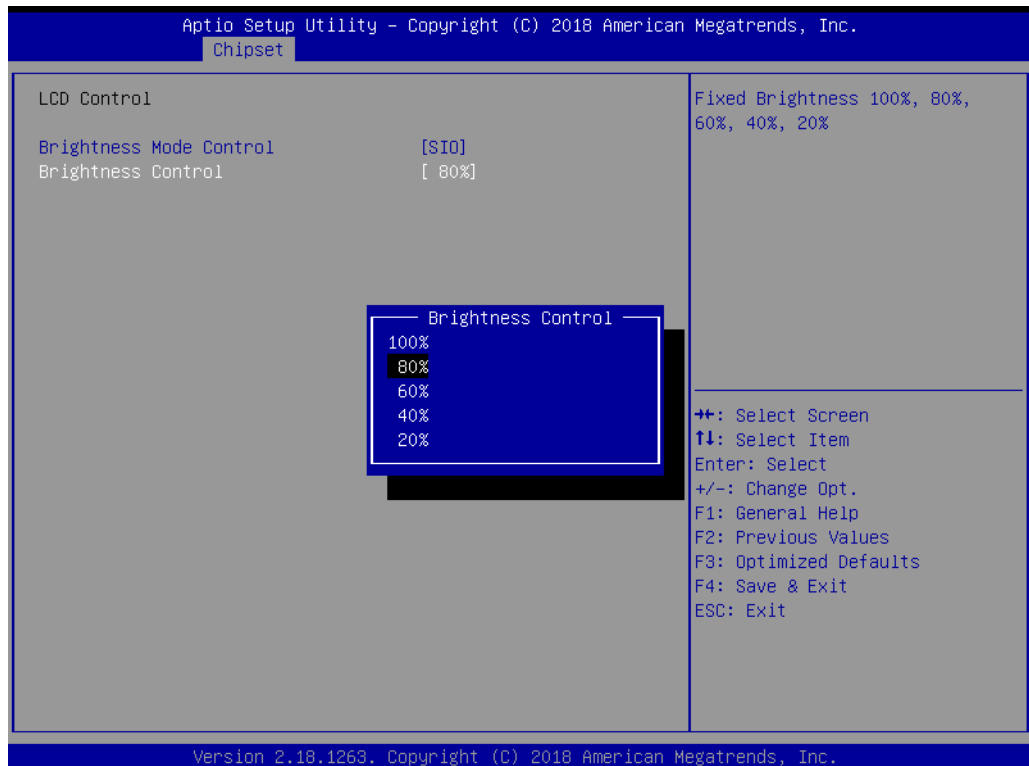 Aptio Setup Utility – Copyright (C) 2018 American Megatrends, Inc.
Chipset
LCD Control
Brightness Mode Control [SIO]
Brightness Control [ 80%]
Fixed Brightness 100%, 80%,
60%, 40%, 20%
Brightness Control
100%
80%
60%
40%
20%
→←: Select Screen
↑↓: Select Item
Enter: Select
+/-: Change Opt.
F1: General Help
F2: Previous Values
F3: Optimized Defaults
F4: Save & Exit
ESC: Exit
Version 2.18.1263. Copyright (C) 2018 American Megatrends, Inc.